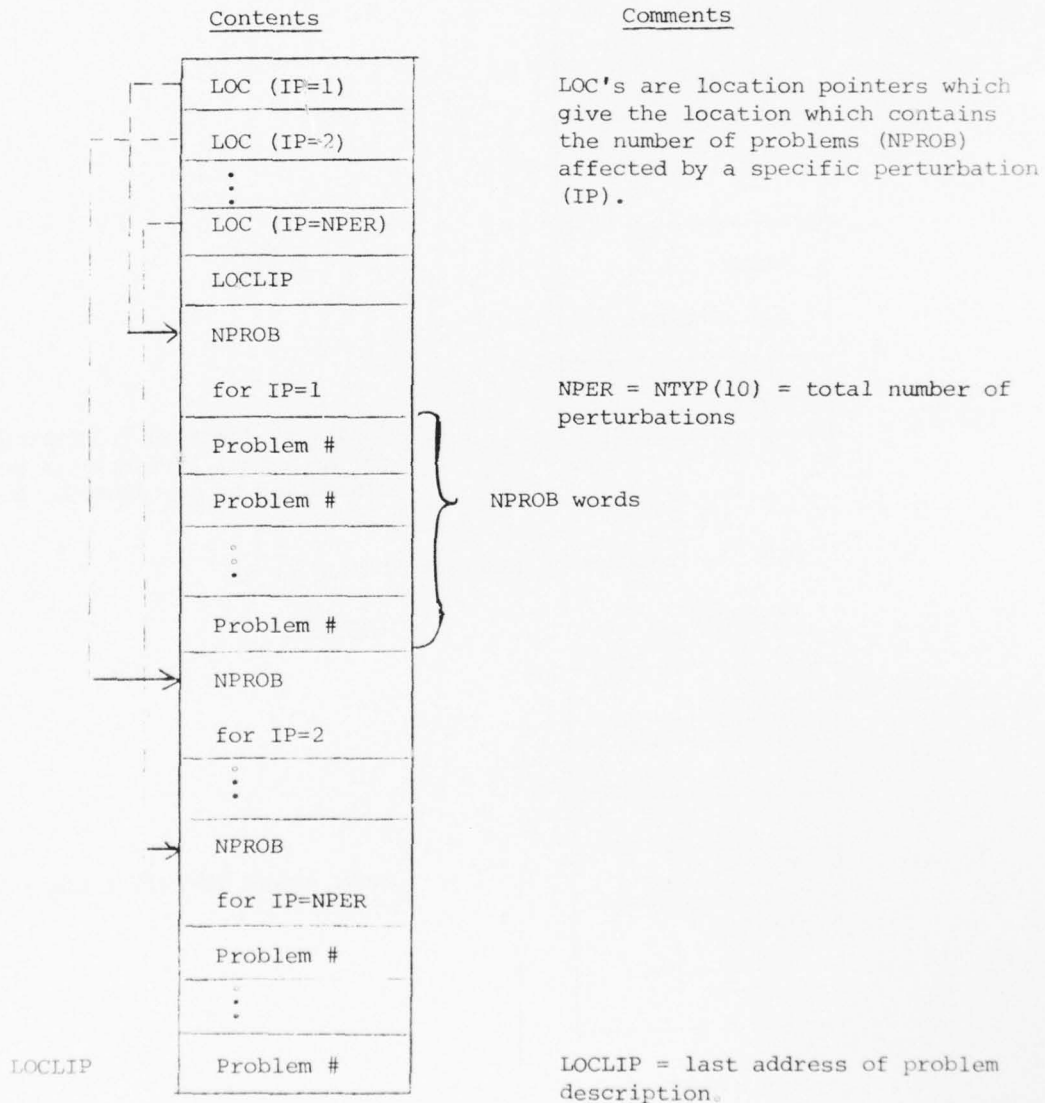 Contents Comments
LOC (IP=1)
LOC (IP=2)
LOC (IP=NPER)
LOCLIP
NPROB
for IP=1
Problem #
Problem #
Problem #
NPROB
for IP=2
NPROB
for IP=NPER
Problem #
LOCLIP Problem #
LOC's are location pointers which
give the location which contains
the number of problems (NPROB)
affected by a specific perturbation
(IP).
NPER = NTYP(10) = total number of
perturbations
NPROB words
LOCLIP = last address of problem
description.